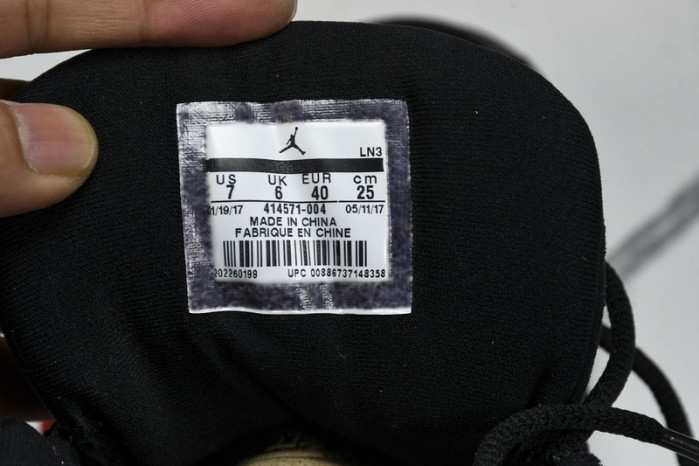 LN3
US UK EUR cm
7 6 40 25
01/19/17 414571-004 05/11/17
MADE IN CHINA
FABRIQUE EN CHINE
002260199 UPC 00886737148358